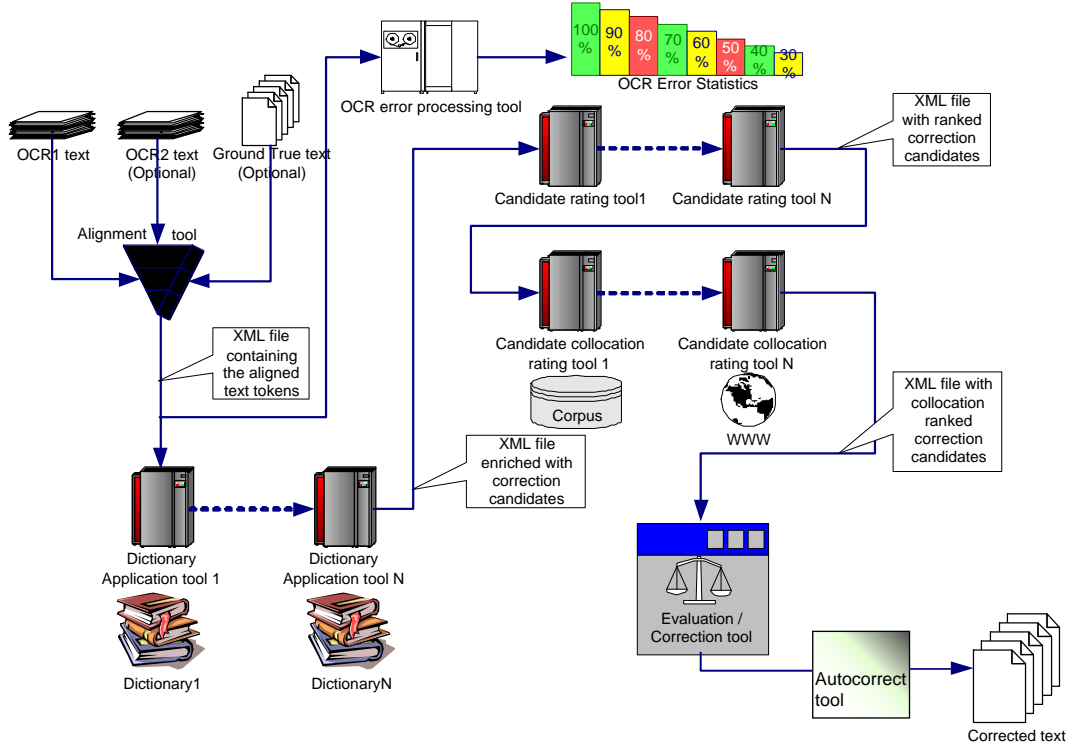 100
%
90
%
80
%
70
%
60
%
50
%
40
%
30
%
OCR Error Statistics
OCR error processing tool
OCR1 text
OCR2 text
(Optional)
Ground True text
(Optional)
XML file
with ranked
correction
candidates
Candidate rating tool1
Candidate rating tool N
Alignment tool
XML file
containing
the aligned
text tokens
Candidate collocation
rating tool 1
Candidate collocation
rating tool N
Corpus
WWW
XML file with
collocation
ranked
correction
candidates
XML file
enriched with
correction
candidates
Dictionary
Application tool 1
Dictionary
Application tool N
Dictionary1
DictionaryN
Evaluation /
Correction tool
Autocorrect
tool
Corrected text